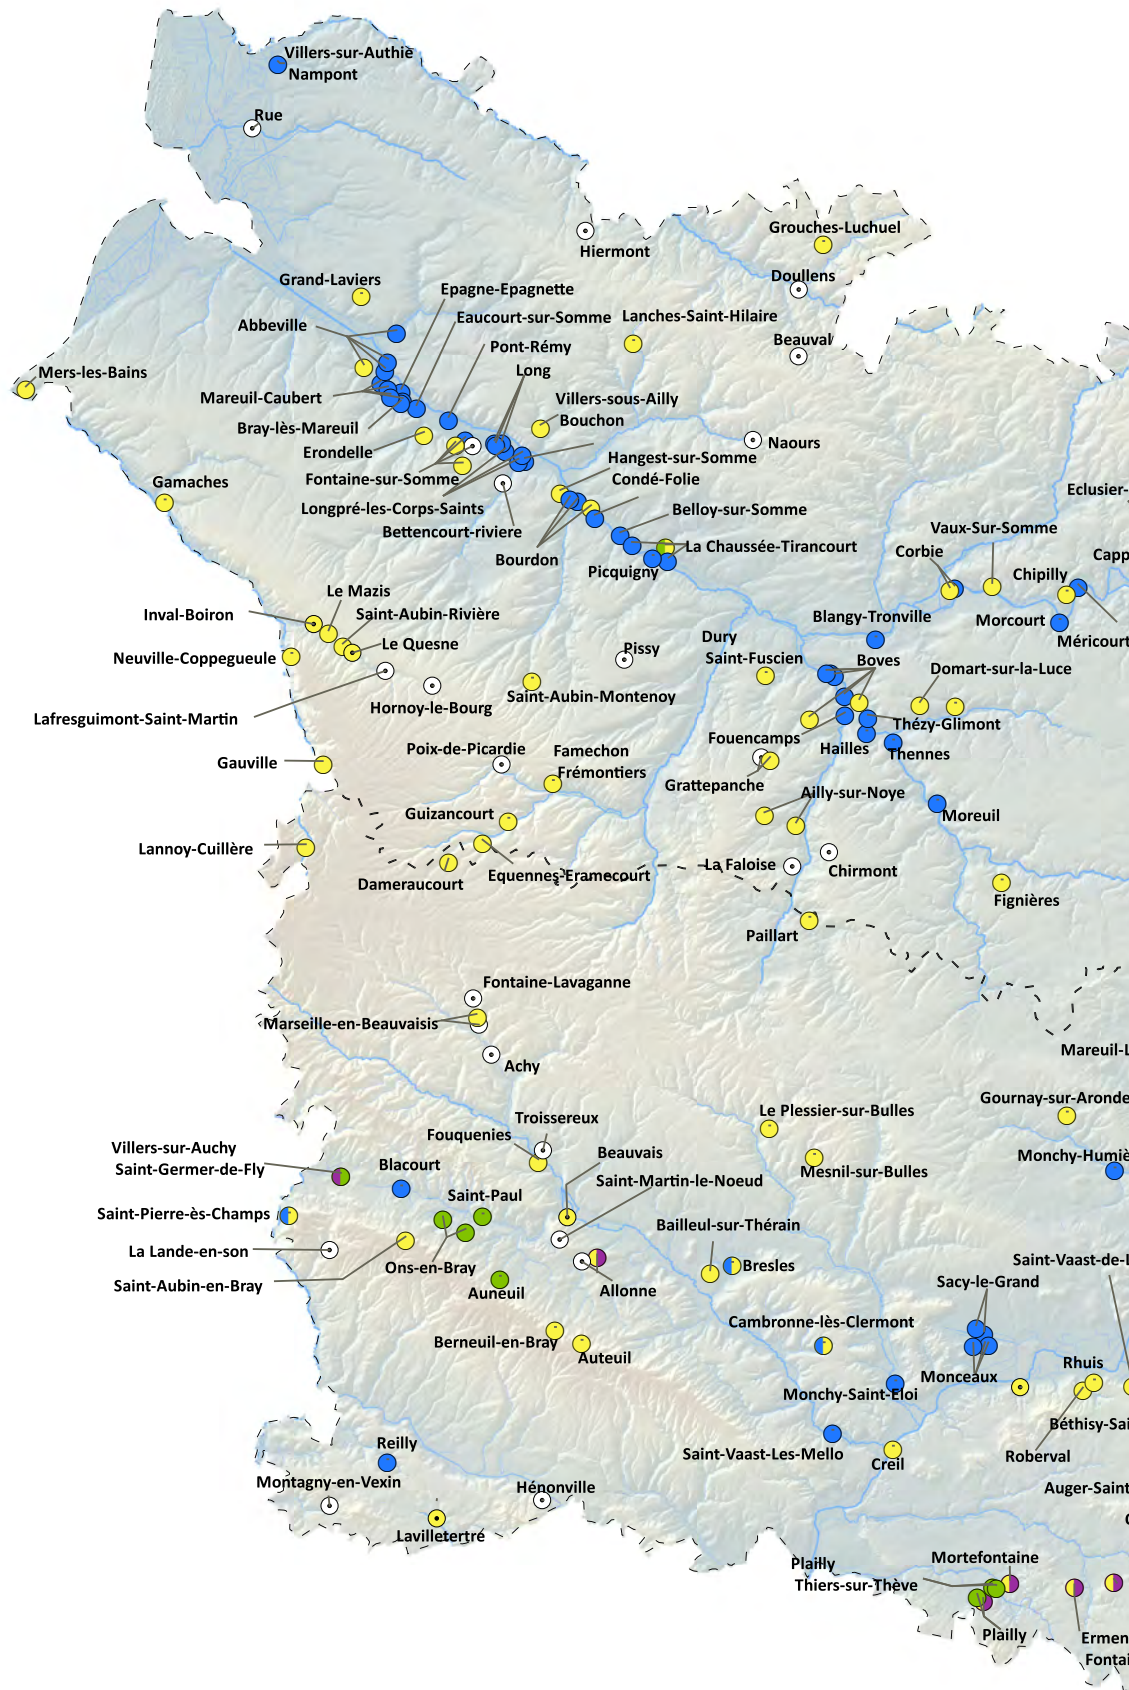 Villers-sur-Authie
Nampont
Rue
Hiermont
Grouches-Luchuel
Doullens
Grand-Laviers
Epagne-Epagnette
Abbeville
Eaucourt-sur-Somme
Lanches-Saint-Hilaire
Beauval
Pont-Rémy
Long
Mers-les-Bains
Mareuil-Caubert
Villers-sous-Ailly
Bouchon
Bray-lès-Mareuil
Naours
Erondelle
Hangest-sur-Somme
Fontaine-sur-Somme
Condé-Folie
Gamaches
Eclusier-
Longpré-les-Corps-Saints
Belloy-sur-Somme
Bettencourt-riviere
Vaux-Sur-Somme
La Chaussée-Tirancourt
Corbie
Capp
Bourdon
Picquigny
Chipilly
Le Mazis
Inval-Boiron
Saint-Aubin-Rivière
Blangy-Tronville
Morcourt
Méricourt
Dury
Le Quesne
Pissy
Neuville-Coppegueule
Saint-Fuscien
Boves
Domart-sur-la-Luce
Saint-Aubin-Montenoy
Hornoy-le-Bourg
Lafresguimont-Saint-Martin
Thézy-Glimont
Fouencamps
Hailles
Poix-de-Picardie
Famechon
Thennes
Gauville
Frémontiers
Grattepanche
Ailly-sur-Noye
Guizancourt
Moreuil
Lannoy-Cuillère
La Faloise
Chirmont
Equennes-Eramecourt
Dameraucourt
Fignières
Paillart
Fontaine-Lavaganne
Marseille-en-Beauvaisis
Mareuil-L
Achy
Gournay-sur-Aronde
Le Plessier-sur-Bulles
Troissereux
Fouquenies
Villers-sur-Auchy
Beauvais
Monchy-Humiè
Saint-Germer-de-Fly
Blacourt
Mesnil-sur-Bulles
Saint-Martin-le-Noeud
Saint-Paul
Saint-Pierre-ès-Champs
Bailleul-sur-Thérain
La Lande-en-son
Saint-Vaast-de-L
Ons-en-Bray
Bresles
Saint-Aubin-en-Bray
Sacy-le-Grand
Auneuil
Allonne
Cambronne-lès-Clermont
Berneuil-en-Bray
Auteuil
Rhuis
Monceaux
Monchy-Saint-Eloi
Béthisy-Sai
Reilly
Saint-Vaast-Les-Mello
Roberval
Creil
Montagny-en-Vexin
Hénonville
Auger-Saint
Lavilletertre
Plailly
Mortefontaine
Thiers-sur-Thève
Plailly
Ermen
Fontai